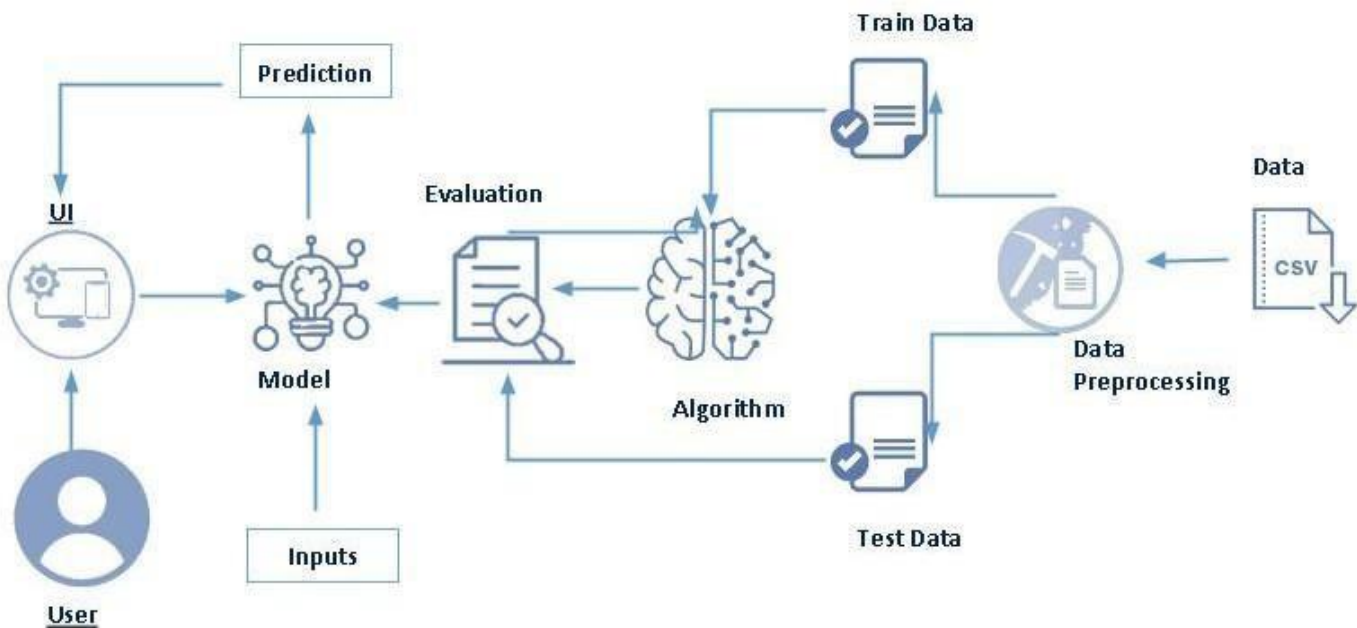 Train Data
Prediction
Data
Evaluation
UI
CSV
Data
Preprocessing
Model
Algorithm
Test Data
Inputs
User